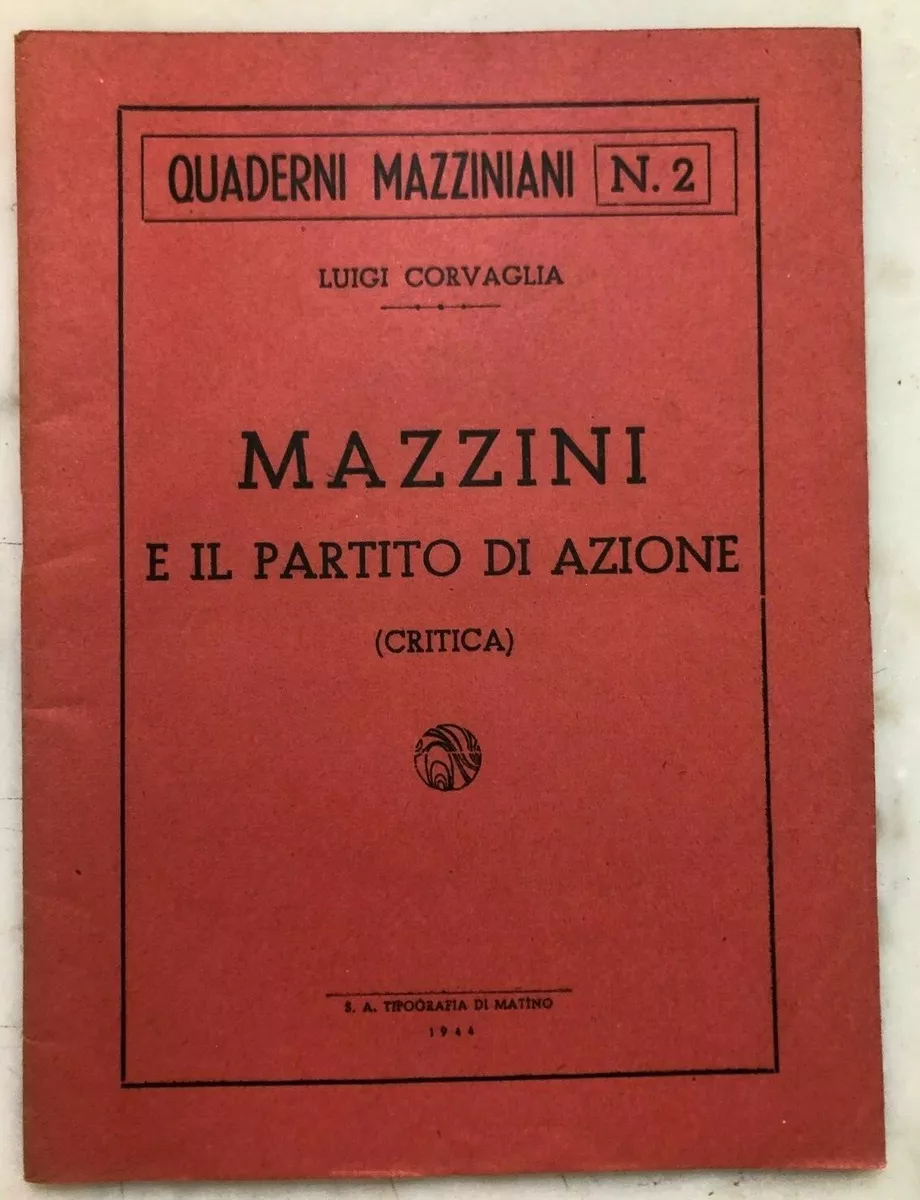 QUADERNI MAZZINIANI N. 2
LUIGI CORVAGLIA
MAZZINI
E IL PARTITO DI AZIONE
(CRITICA)
S. A. TIPOGRAFIA DI MATINO
1944